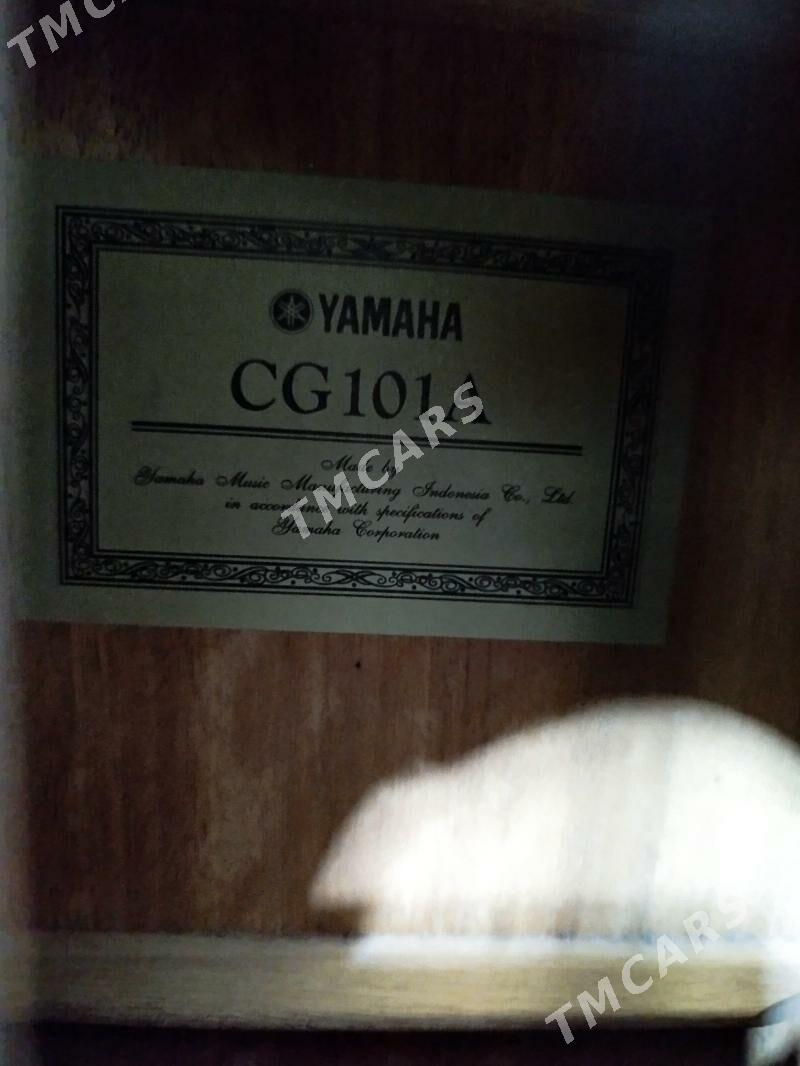 TMCARS
YAMAHA
CG101A
Made by
Yamaha Music Manufacturing Indonesia Co., Ltd.
in accordance with specifications of
Yamaha Corporation
TMCARS
TMCARS